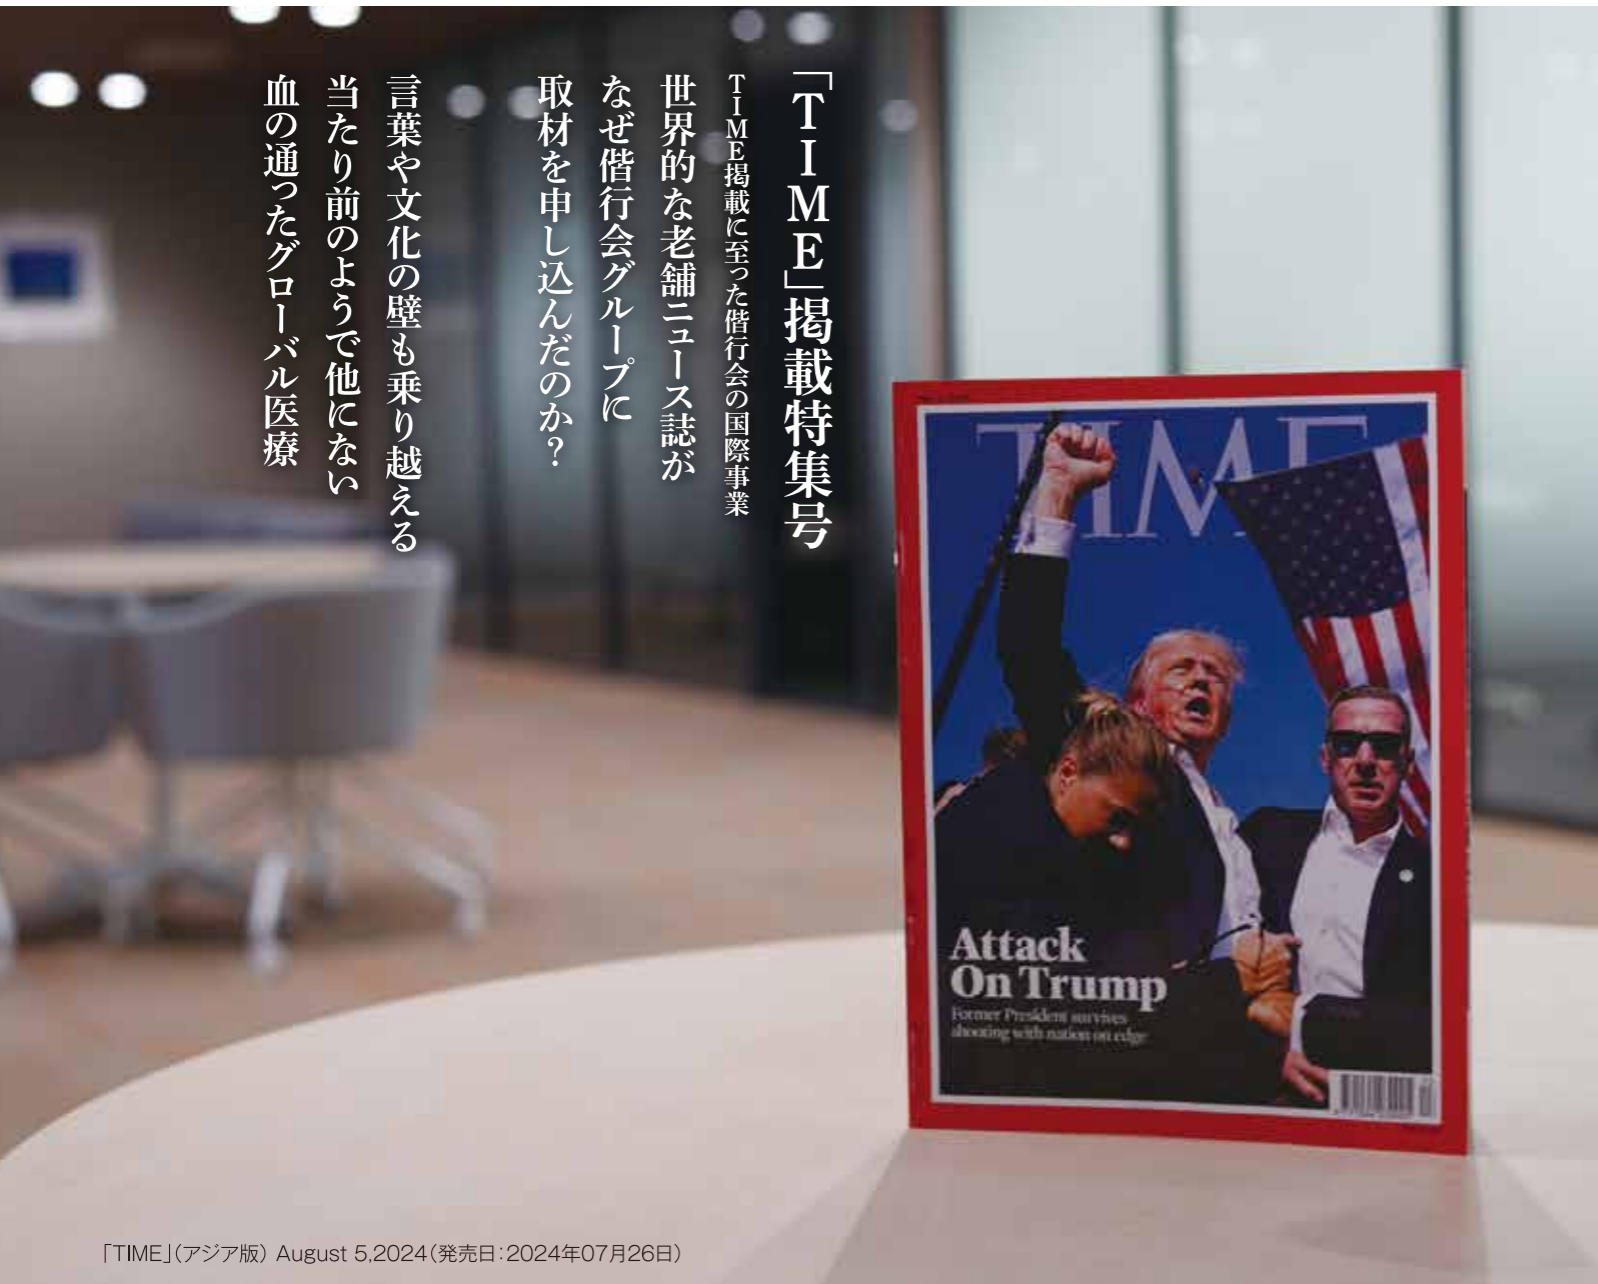 「TIME」掲載特集号
TIME掲載に至った偕行会の国際事業
世界的な老舗ニュース誌が
なぜ偕行会グループに
取材を申し込んだのか？
言葉や文化の壁も乗り越える
当たり前のようで他にない
血の通ったグローバル医療
TIME
Attack
On Trump
Former President survives
shooting with nation on edge
「TIME」（アジア版） August 5,2024（発売日：2024年07月26日）